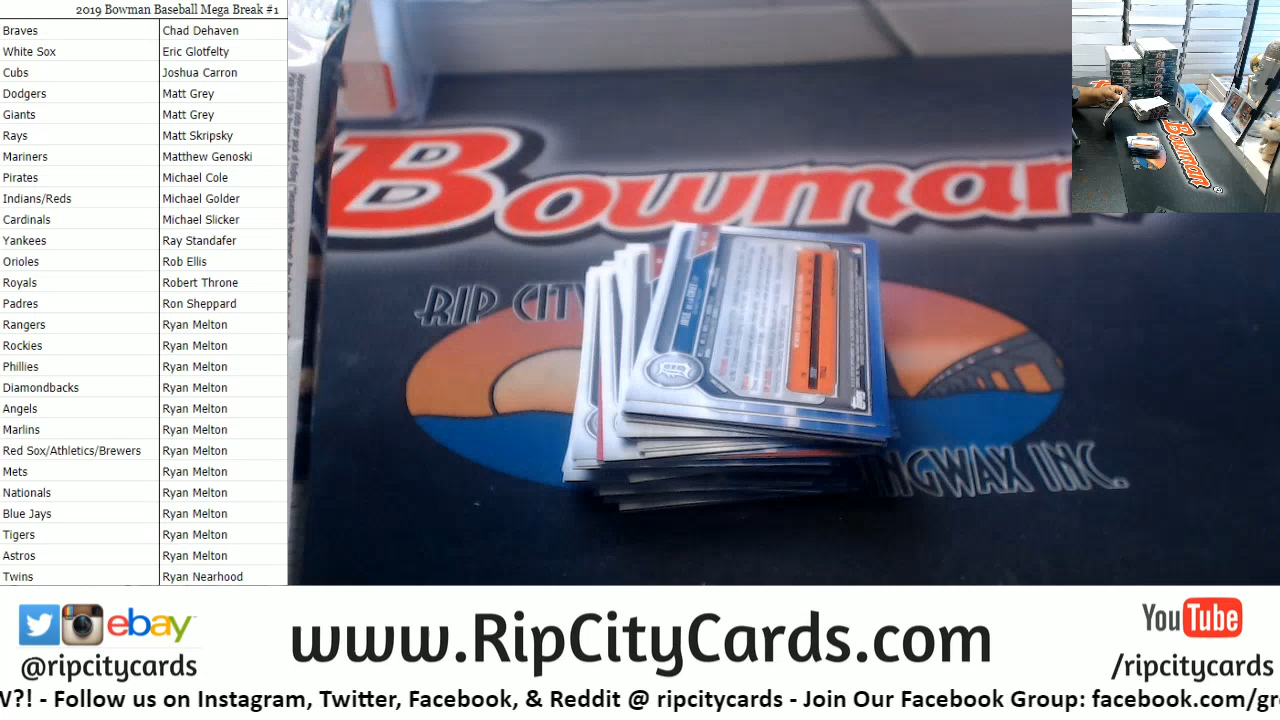 2019 Bowman Baseball Mega Break #1
Braves Chad Dehaven
White Sox Eric Glotfelty
Cubs Joshua Carron
Dodgers Matt Grey
Giants Matt Grey
Rays Matt Skripsky
Mariners Matthew Genoski
Pirates Michael Cole
Indians/Reds Michael Golder
Cardinals Michael Slicker
Yankees Ray Standafer
Orioles Rob Ellis
Royals Robert Throne
Padres Ron Sheppard
Rangers Ryan Melton
Rockies Ryan Melton
Phillies Ryan Melton
Diamondbacks Ryan Melton
Angels Ryan Melton
Marlins Ryan Melton
Red Sox/Athletics/Brewers Ryan Melton
Mets Ryan Melton
Nationals Ryan Melton
Blue Jays Ryan Melton
Tigers Ryan Melton
Astros Ryan Melton
Twins Ryan Nearhood
Bowman
Bowman
RIP CITY
INGWAX INC.
ebay
@ripcitycards
www.RipCityCards.com
YouTube
/ripcitycards
?! - Follow us on Instagram, Twitter, Facebook, & Reddit @ ripcitycards - Join Our Facebook Group: facebook.com/gr